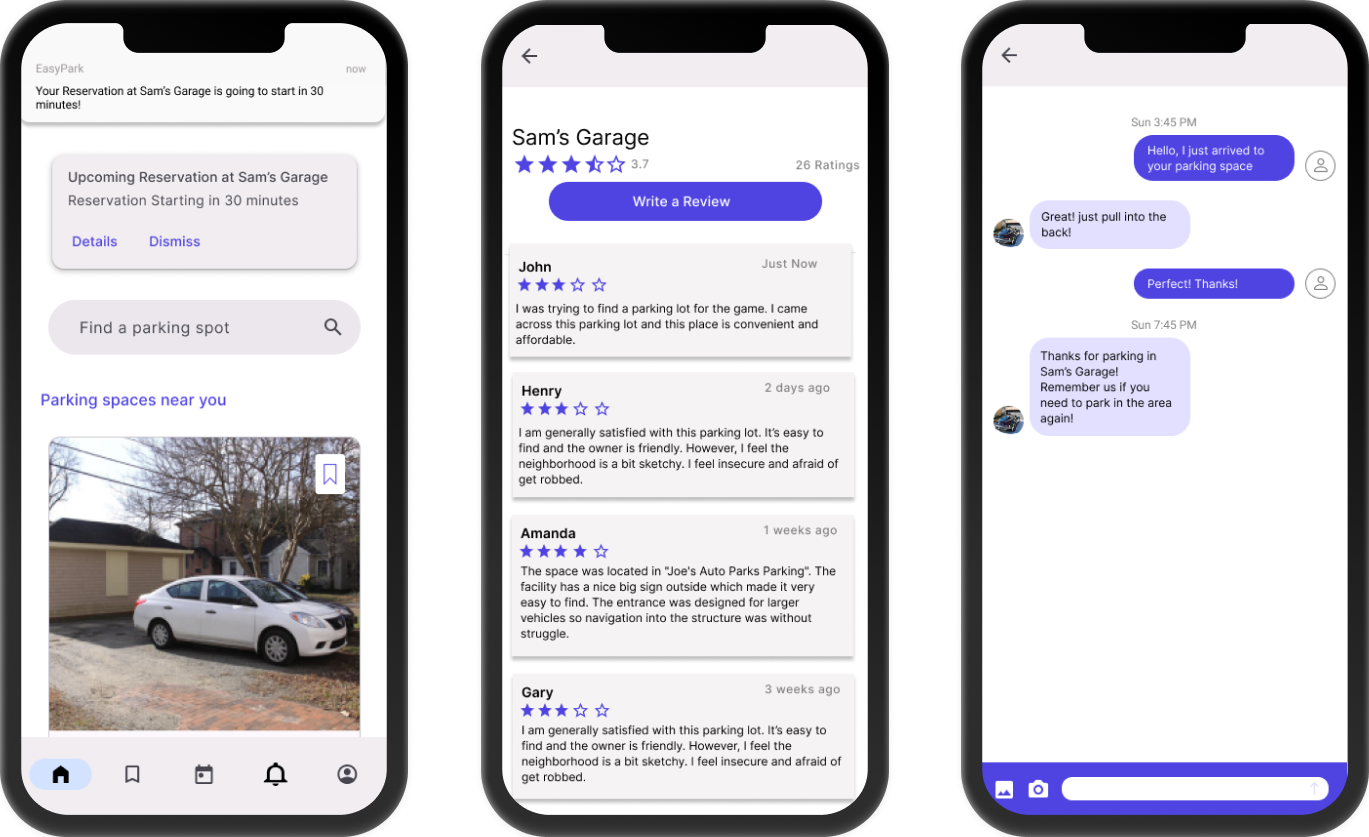 EasyPark now
Your Reservation at Sam's Garage is going to start in 30
minutes!
Upcoming Reservation at Sam's Garage
Reservation Starting in 30 minutes
Details Dismiss
Find a parking spot
Parking spaces near you
Sam's Garage
3.7 26 Ratings
Write a Review
John Just Now
I was trying to find a parking lot for the game. I came
across this parking lot and this place is convenient and
affordable.
Henry 2 days ago
I am generally satisfied with this parking lot. It's easy to
find and the owner is friendly. However, I feel the
neighborhood is a bit sketchy. I feel insecure and afraid of
get robbed.
Amanda 1 weeks ago
The space was located in "Joe's Auto Parks Parking". The
facility has a nice big sign outside which made it very
easy to find. The entrance was designed for larger
vehicles so navigation into the structure was without
struggle.
Gary 3 weeks ago
I am generally satisfied with this parking lot. It's easy to
find and the owner is friendly. However, I feel the
neighborhood is a bit sketchy. I feel insecure and afraid of
get robbed.
Sun 3:45 PM
Hello, I just arrived to
your parking space
Great! just pull into the
back!
Perfect! Thanks!
Sun 7:45 PM
Thanks for parking in
Sam's Garage!
Remember us if you
need to park in the area
again!